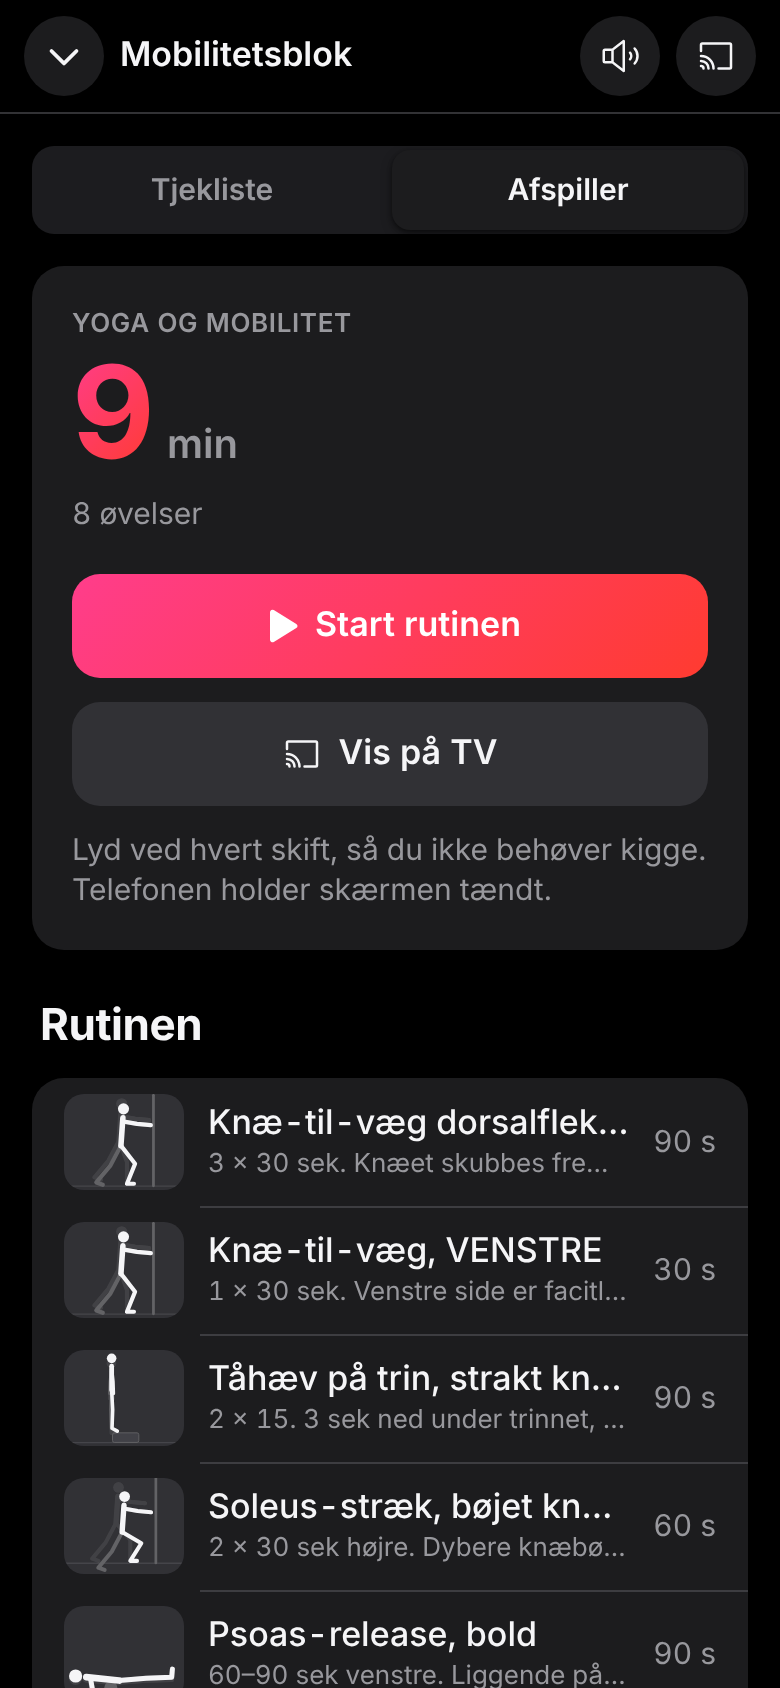 Mobilitetsblok
Tjekliste
Afspiller
YOGA OG MOBILITET
9 min
8 øvelser
Start rutinen
Vis på TV
Lyd ved hvert skift, så du ikke behøver kigge.
Telefonen holder skærmen tændt.
Rutinen
Knæ-til-væg dorsalflek...
90 s
3 × 30 sek. Knæet skubbes fre...
Knæ-til-væg, VENSTRE
30 s
1 × 30 sek. Venstre side er facitl...
Tåhæv på trin, strakt kn...
90 s
2 × 15. 3 sek ned under trinnet, ...
Soleus-stræk, bøjet kn...
60 s
2 × 30 sek højre. Dybere knæbø...
Psoas-release, bold
90 s
60–90 sek venstre. Liggende på...